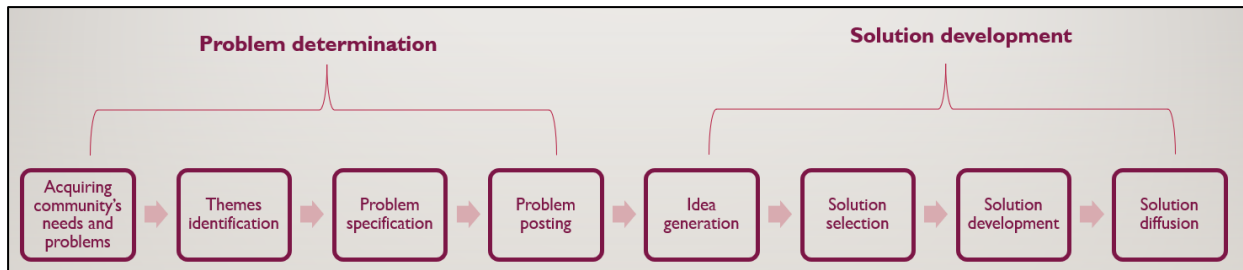 Problem determination
Solution development
Acquiring
community's
needs and
problems
Themes
identification
Problem
specification
Problem
posting
Idea
generation
Solution
selection
Solution
development
Solution
diffusion